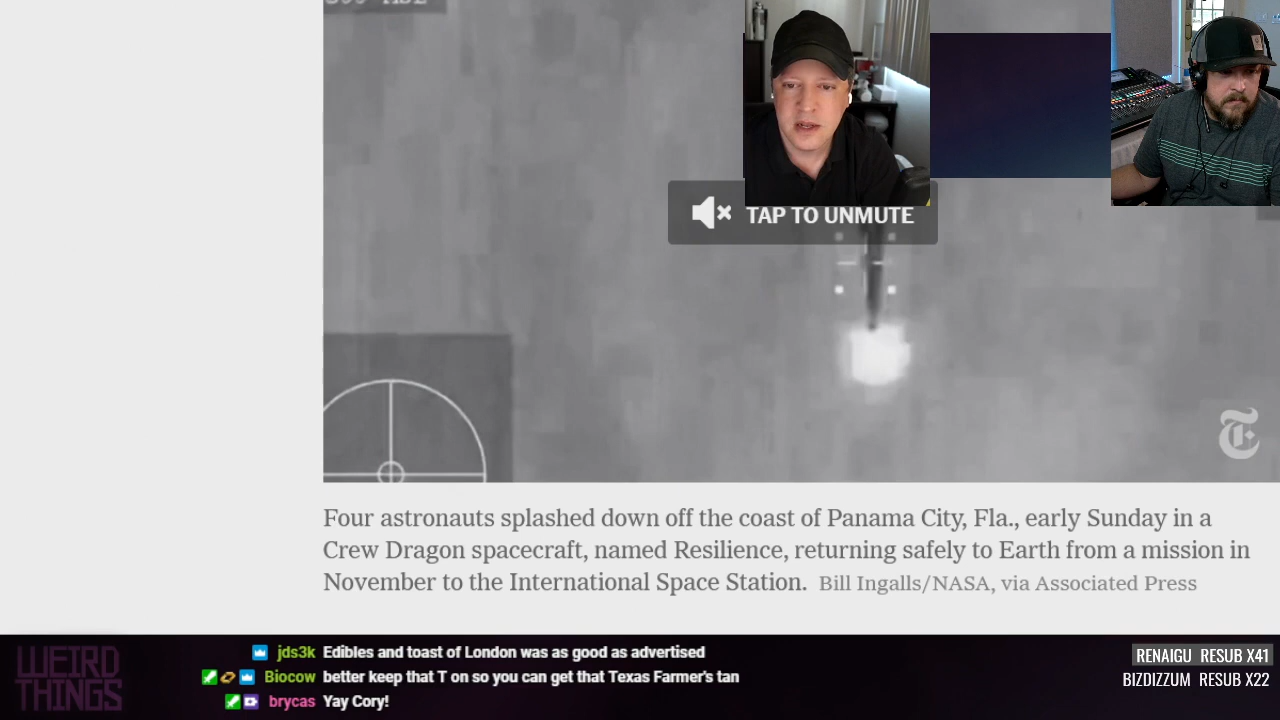 TAP TO UNMUTE
Four astronauts splashed down off the coast of Panama City, Fla., early Sunday in a
Crew Dragon spacecraft, named Resilience, returning safely to Earth from a mission in
November to the International Space Station. Bill Ingalls/NASA, via Associated Press
WEIRD
THINGS
jds3k Edibles and toast of London was as good as advertised
Biocow better keep that T on so you can get that Texas Farmer's tan
brycas Yay Cory!
RENAIGU RESUB X41
BIZDIZZUM RESUB X22